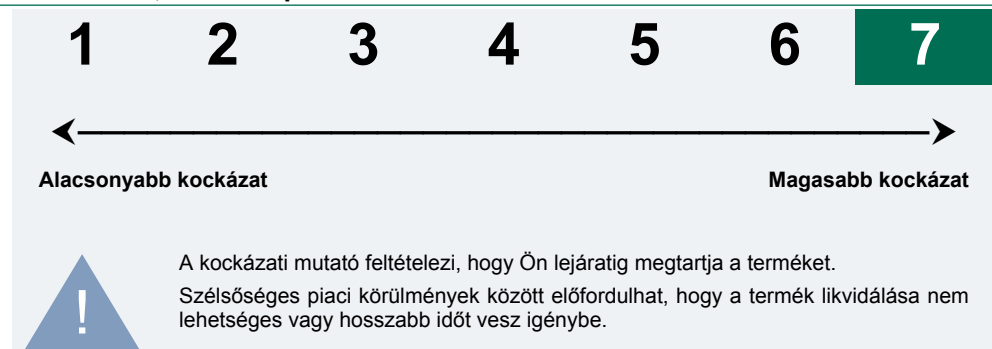 1 2 3 4 5 6 7
Alacsonyabb kockázat Magasabb kockázat
A kockázati mutató feltételezi, hogy Ön lejáratig megtartja a terméket.
Szélsőséges piaci körülmények között előfordulhat, hogy a termék likvidálása nem
lehetséges vagy hosszabb időt vesz igénybe.
!